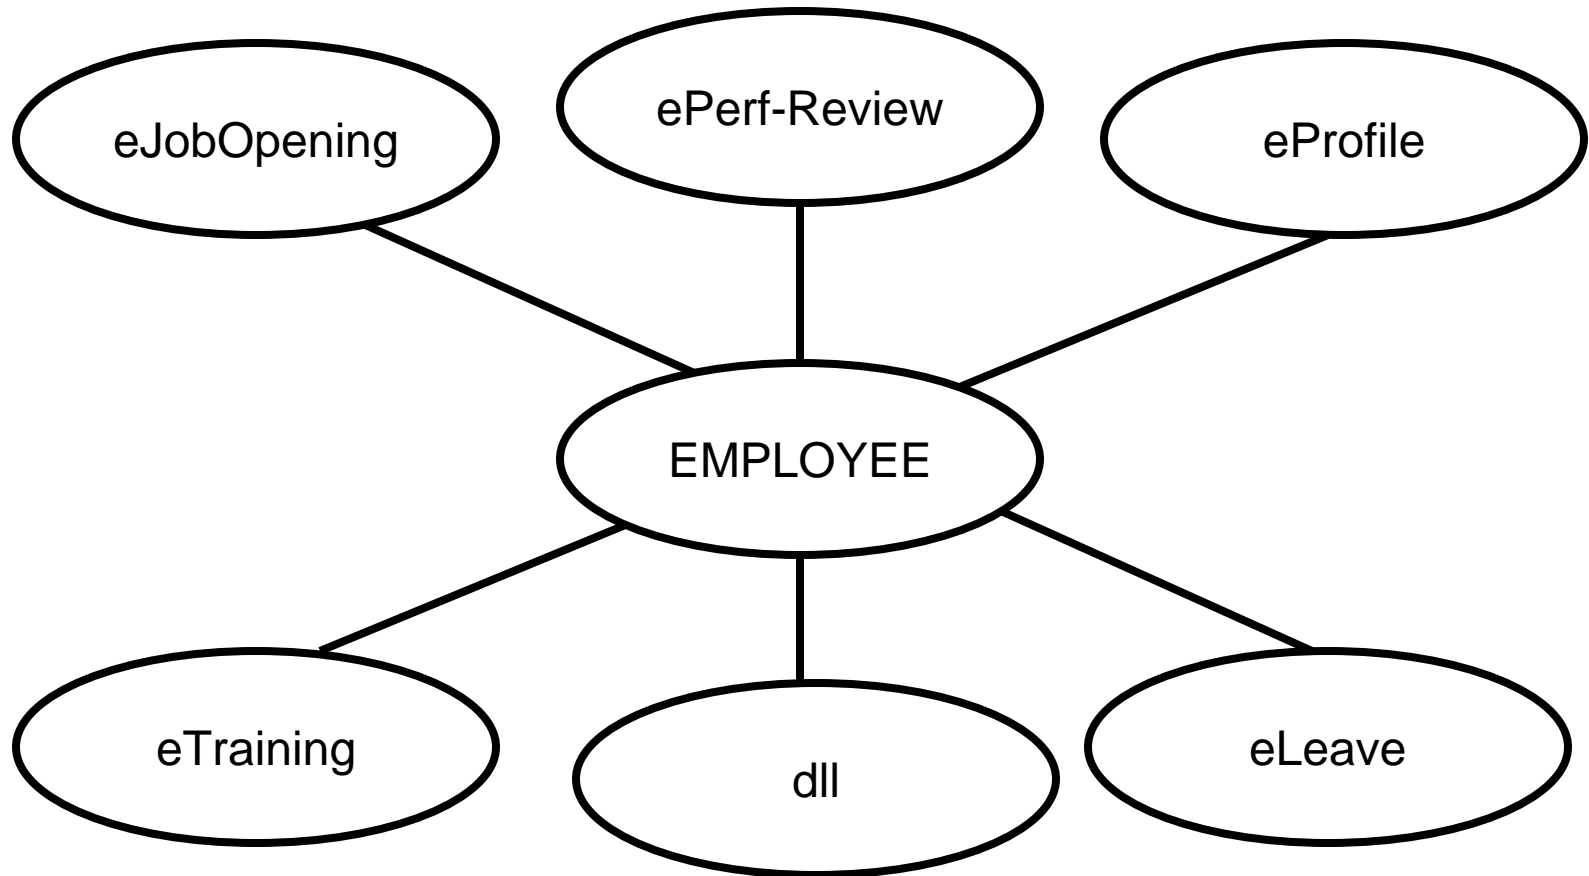 eJobOpening
ePerf-Review
eProfile
EMPLOYEE
eTraining
dll
eLeave